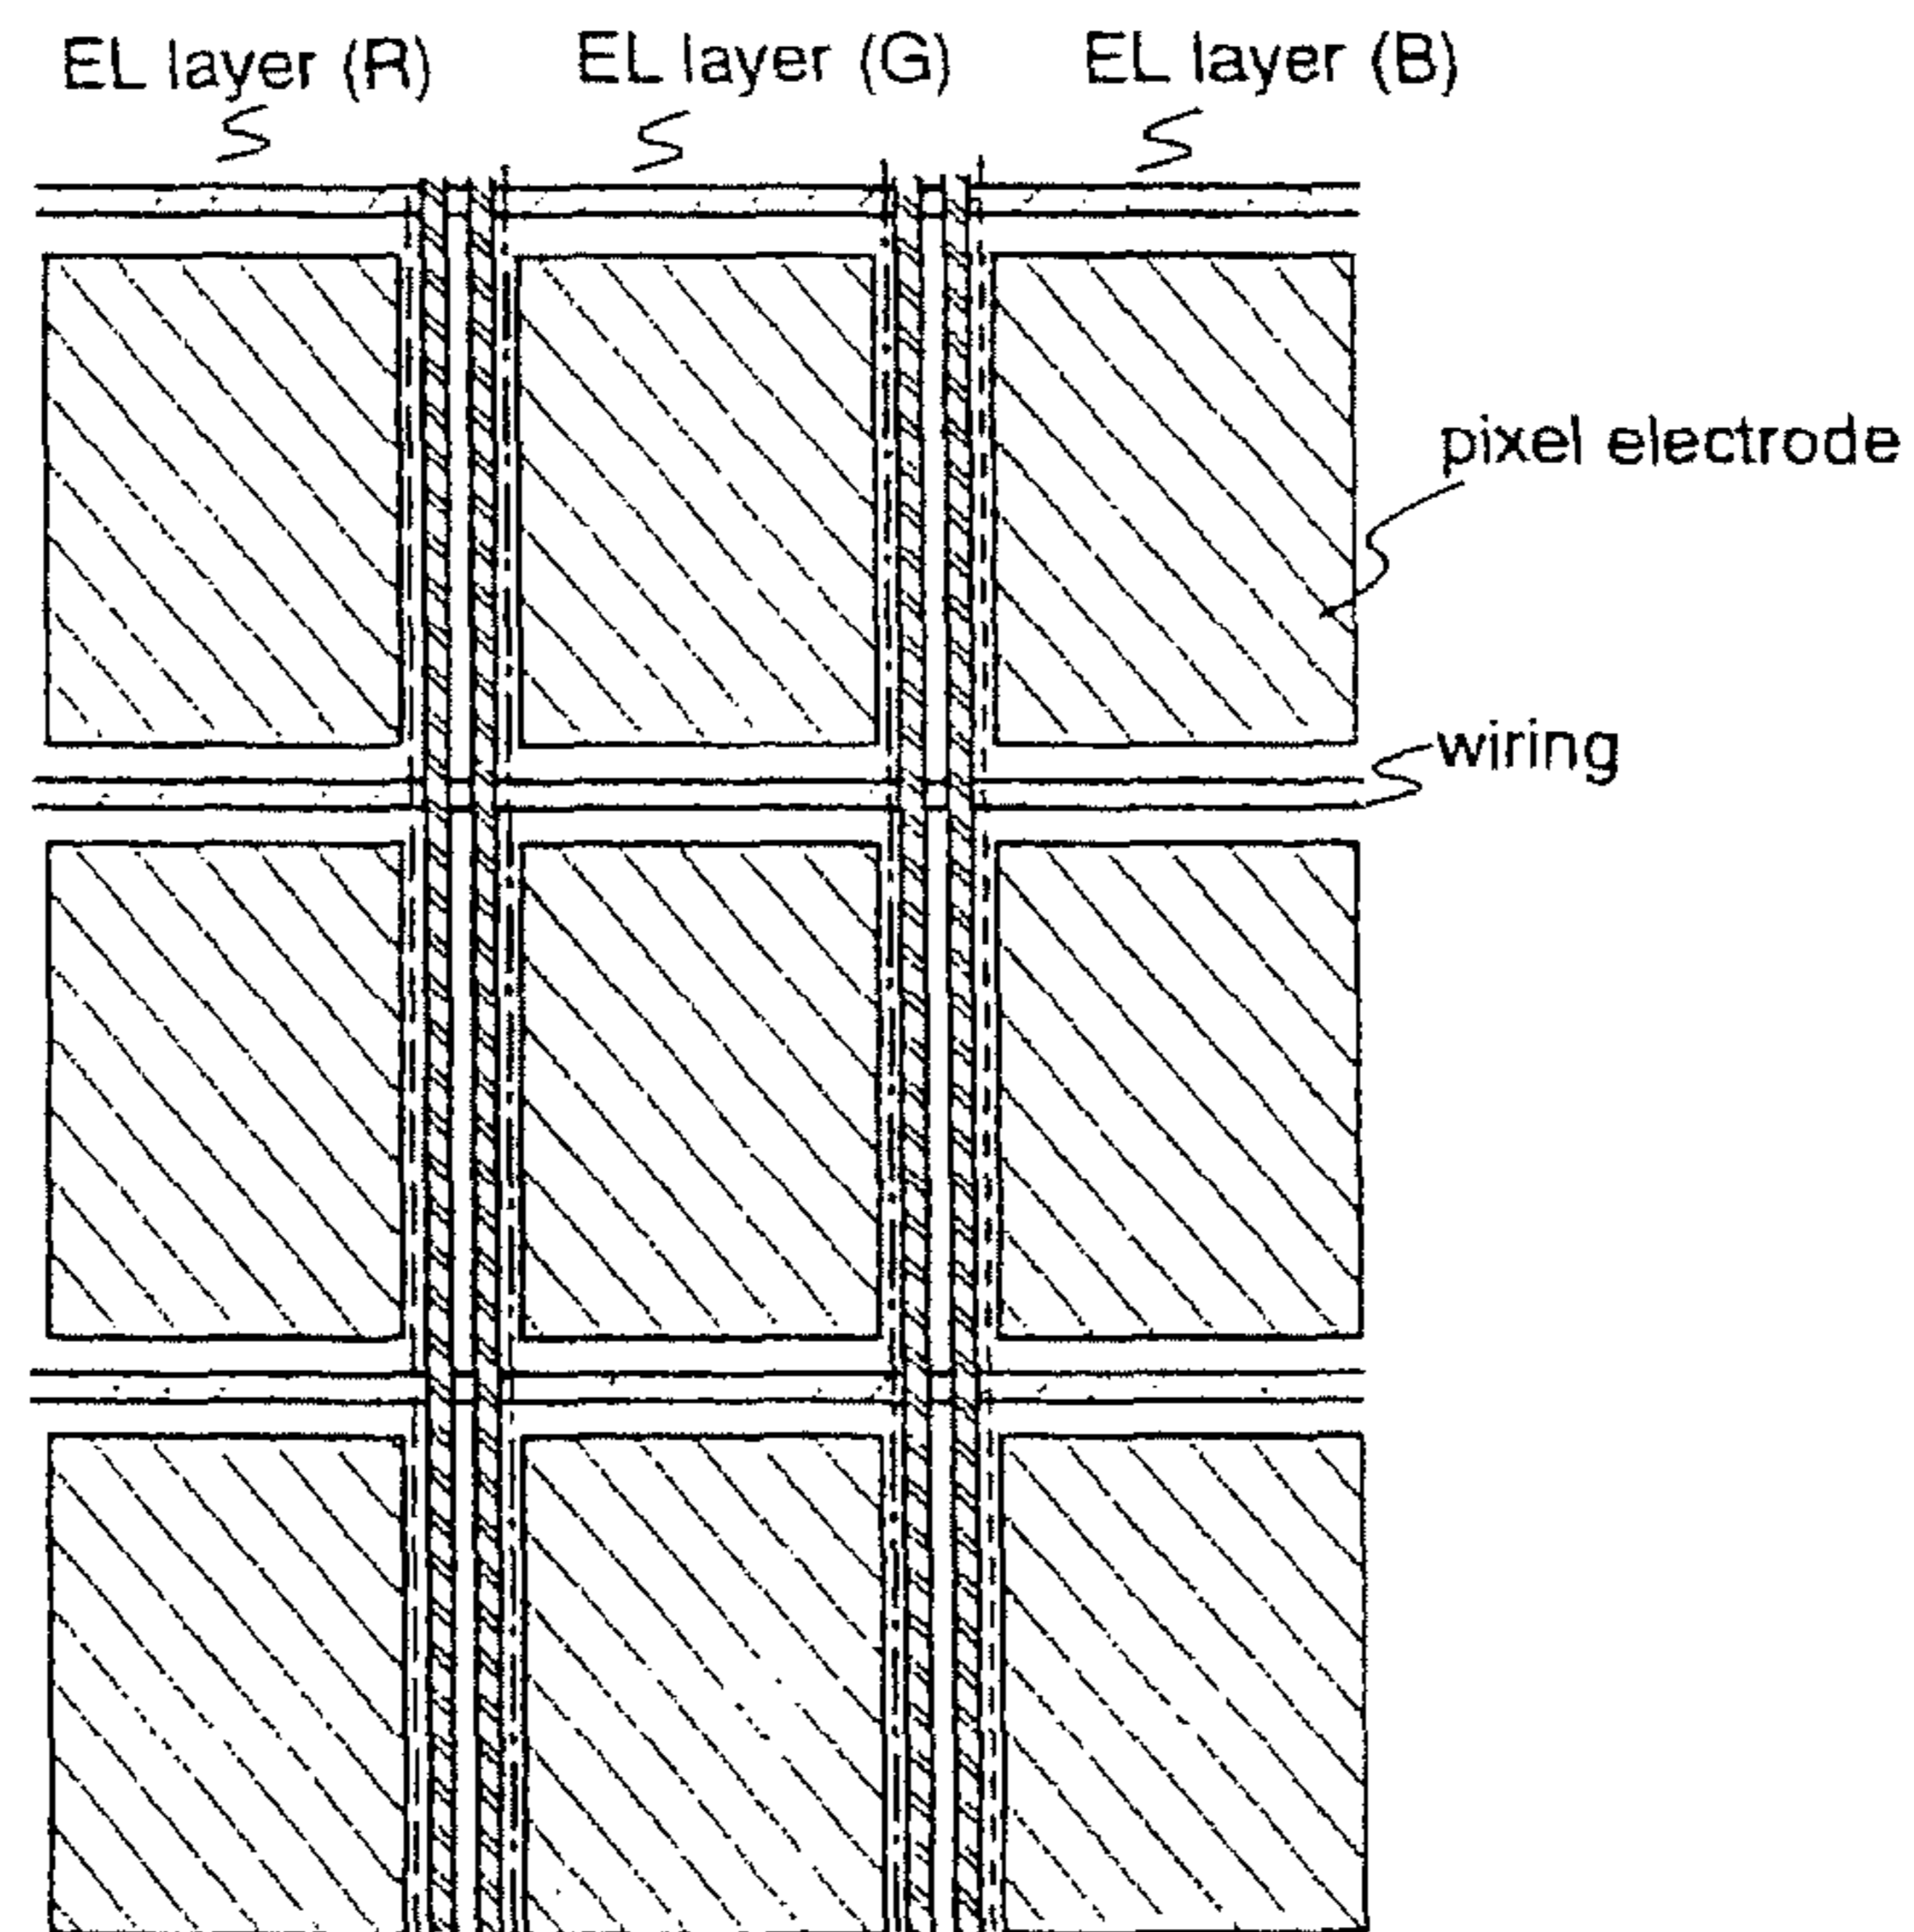 EL layer (R)
EL layer (G)
EL layer (B)
pixel electrode
wiring